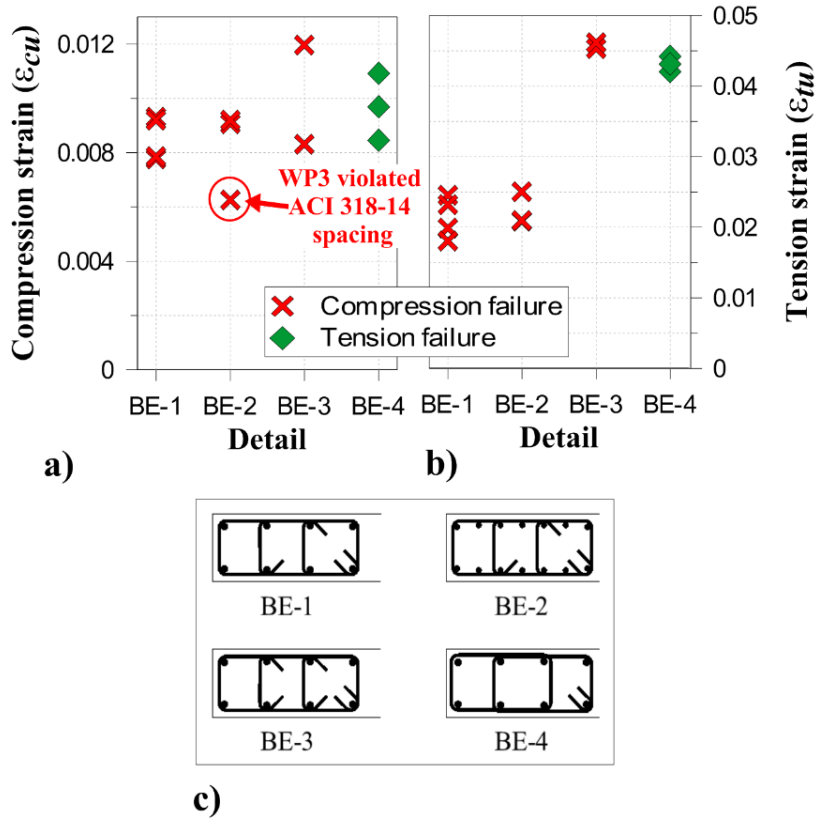 Compression strain (εcu)
0.012
0.008
0.004
0
BE-1 BE-2 BE-3 BE-4
Detail
a)
WP3 violated
ACI 318-14
spacing
Compression failure
Tension failure
0.05
0.04
0.03
0.02
0.01
0
Tension strain (εtu)
BE-1 BE-2 BE-3 BE-4
Detail
b)
BE-1
BE-2
BE-3
BE-4
c)